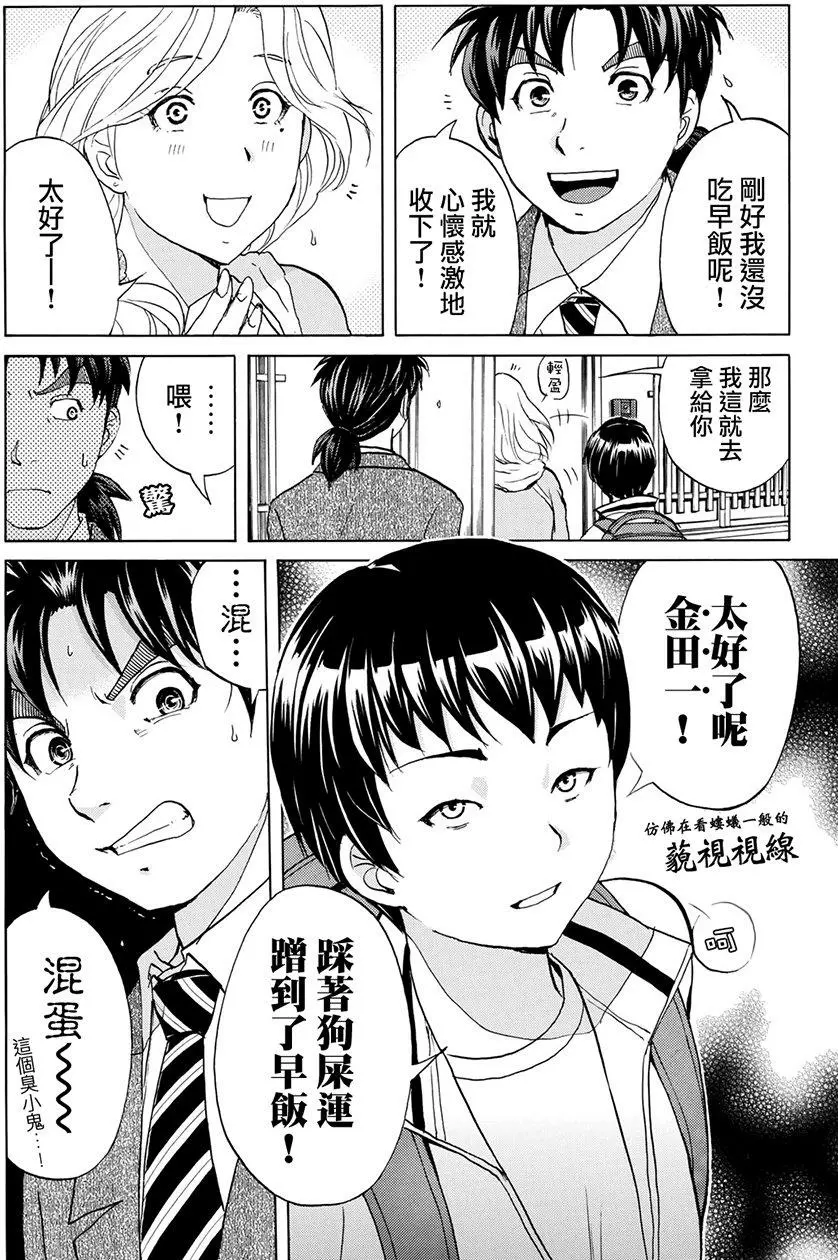 剛好我還沒
吃早飯呢！
我就
心懷感激地
收下了！
太好
了ー！
那麼
我這就去
拿給你
輕盈
……
喂！
驚
太好了呢
金田一！
仿佛在看螻蟻一般的
藐視視線
呵
踩著狗屎運
蹭到了早飯！
…混…
混蛋～～～
這個臭小鬼…！